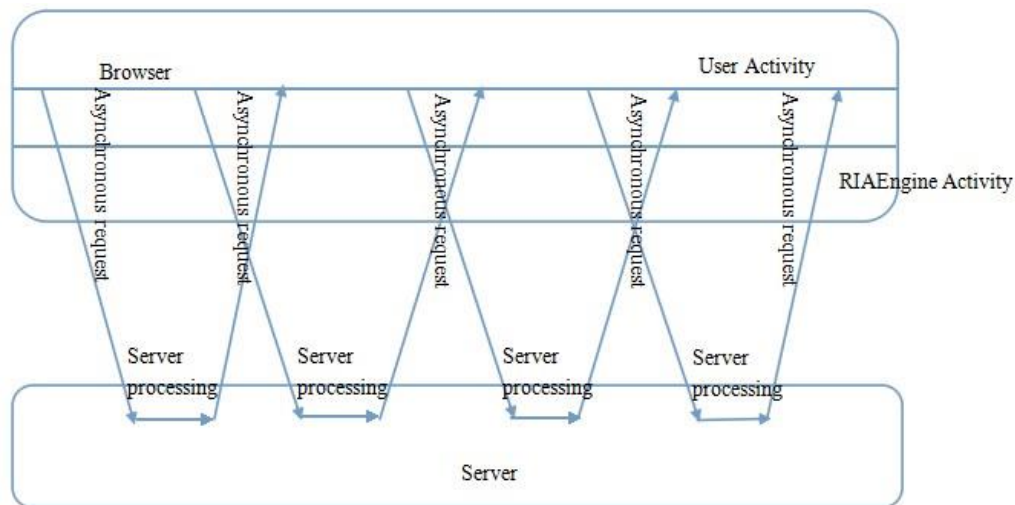 Browser
User Activity
Asynchronous request
Asynchronous request
Asynchronous request
Asynchronous request
Asynchronous request
RIAEngine Activity
Server
processing
Server
processing
Server
processing
Server
processing
Server